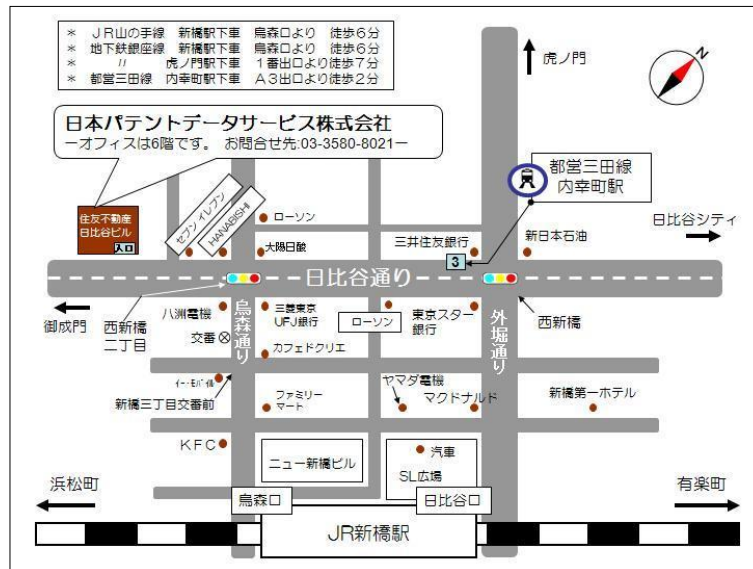 ＊ ＪＲ山の手線 新橋駅下車 烏森口より 徒歩６分
＊ 地下鉄銀座線 新橋駅下車 烏森口より 徒歩６分
＊ 〃 虎ノ門駅下車 １番出口より徒歩７分
＊ 都営三田線 内幸町駅下車 Ａ３出口より徒歩２分
虎ノ門
N
日本パテントデータサービス株式会社
ーオフィスは6階です。 お問合せ先:03-3580-8021ー
都営三田線
内幸町駅
住友不動産
日比谷ビル
入口
セブンイレブン
HANABISHI
ローソン
大陽日酸
三井住友銀行
3
新日本石油
日比谷シティ
日比谷通り
御成門
西新橋
二丁目
八洲電機
交番
烏森通り
三菱東京
UFJ銀行
カフェドクリエ
ローソン
東京スター
銀行
外堀通り
西新橋
イー・モバイル
新橋三丁目交番前
ファミリー
マート
ヤマダ電機
マクドナルド
新橋第一ホテル
ＫＦＣ
ニュー新橋ビル
汽車
SL広場
浜松町
烏森口
日比谷口
有楽町
JR新橋駅